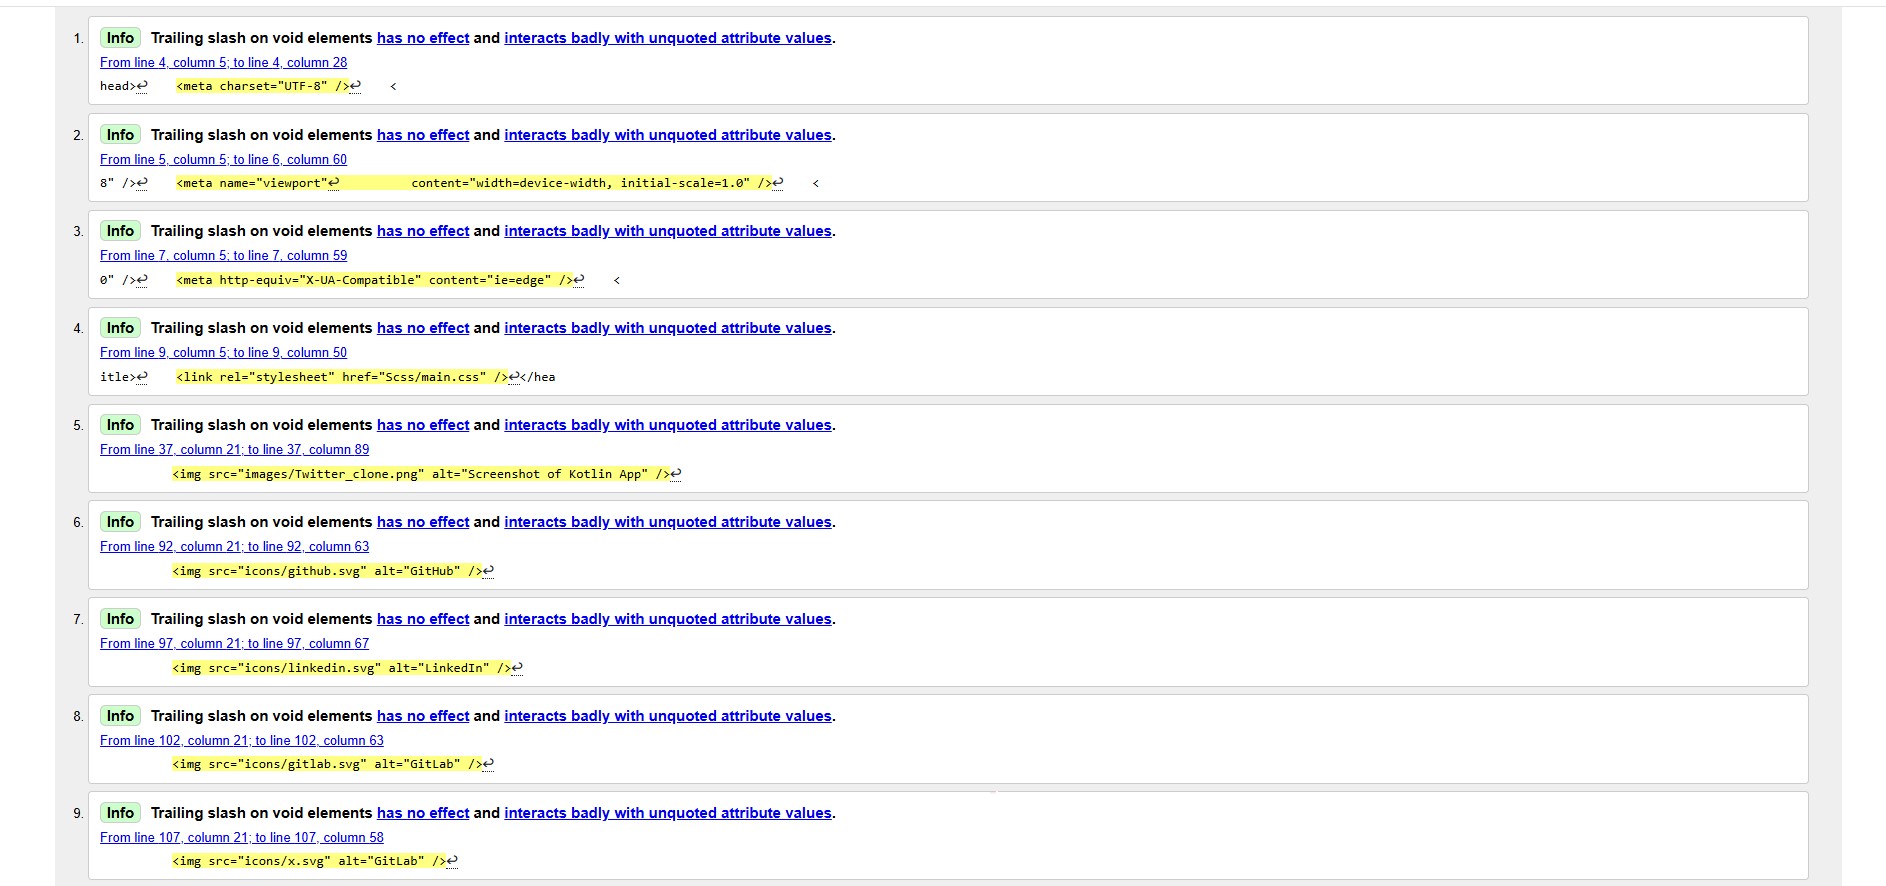 1. Info Trailing slash on void elements has no effect and interacts badly with unquoted attribute values.
From line 4, column 5; to line 4, column 28
head>↩    <meta charset="UTF-8" />↩    <
2. Info Trailing slash on void elements has no effect and interacts badly with unquoted attribute values.
From line 5, column 5; to line 6, column 60
8" />↩    <meta name="viewport"↩          content="width=device-width, initial-scale=1.0" />↩    <
3. Info Trailing slash on void elements has no effect and interacts badly with unquoted attribute values.
From line 7, column 5; to line 7, column 59
0" />↩    <meta http-equiv="X-UA-Compatible" content="ie=edge" />↩    <
4. Info Trailing slash on void elements has no effect and interacts badly with unquoted attribute values.
From line 9, column 5; to line 9, column 50
itle>↩    <link rel="stylesheet" href="Scss/main.css" />↩</hea
5. Info Trailing slash on void elements has no effect and interacts badly with unquoted attribute values.
From line 37, column 21; to line 37, column 89
<img src="images/Twitter_clone.png" alt="Screenshot of Kotlin App" />↩
6. Info Trailing slash on void elements has no effect and interacts badly with unquoted attribute values.
From line 92, column 21; to line 92, column 63
<img src="icons/github.svg" alt="GitHub" />↩
7. Info Trailing slash on void elements has no effect and interacts badly with unquoted attribute values.
From line 97, column 21; to line 97, column 67
<img src="icons/linkedin.svg" alt="LinkedIn" />↩
8. Info Trailing slash on void elements has no effect and interacts badly with unquoted attribute values.
From line 102, column 21; to line 102, column 63
<img src="icons/gitlab.svg" alt="GitLab" />↩
9. Info Trailing slash on void elements has no effect and interacts badly with unquoted attribute values.
From line 107, column 21; to line 107, column 58
<img src="icons/x.svg" alt="GitLab" />↩